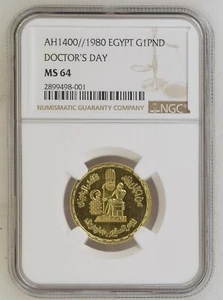 AH1400//1980 EGYPT G1PND
DOCTOR'S DAY
MS 64
2899498-001
NUMISMATIC GUARANTY COMPANY
NGC